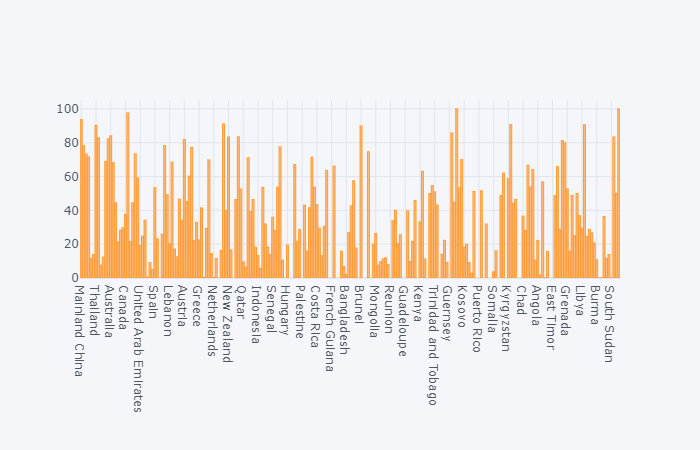 100
80
60
40
20
0
Mainland China
Thailand
Australia
Canada
United Arab Emirates
Spain
Lebanon
Austria
Greece
Netherlands
New Zealand
Qatar
Indonesia
Senegal
Hungary
Palestine
Costa Rica
French Guiana
Bangladesh
Brunei
Mongolia
Reunion
Guadeloupe
Kenya
Trinidad and Tobago
Guernsey
Kosovo
Puerto Rico
Somalia
Kyrgyzstan
Chad
Angola
East Timor
Grenada
Libya
Burma
South Sudan